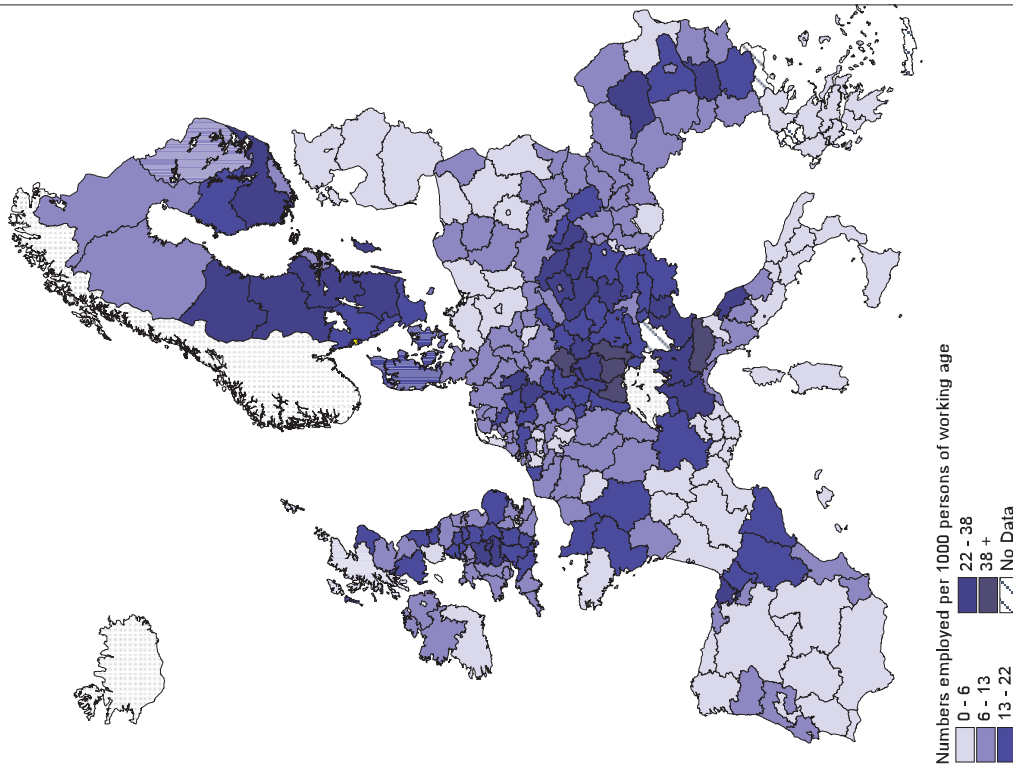 Numbers employed per 1000 persons of working age
0 - 6
22 - 38
6 - 13
38 +
13 - 22
No Data